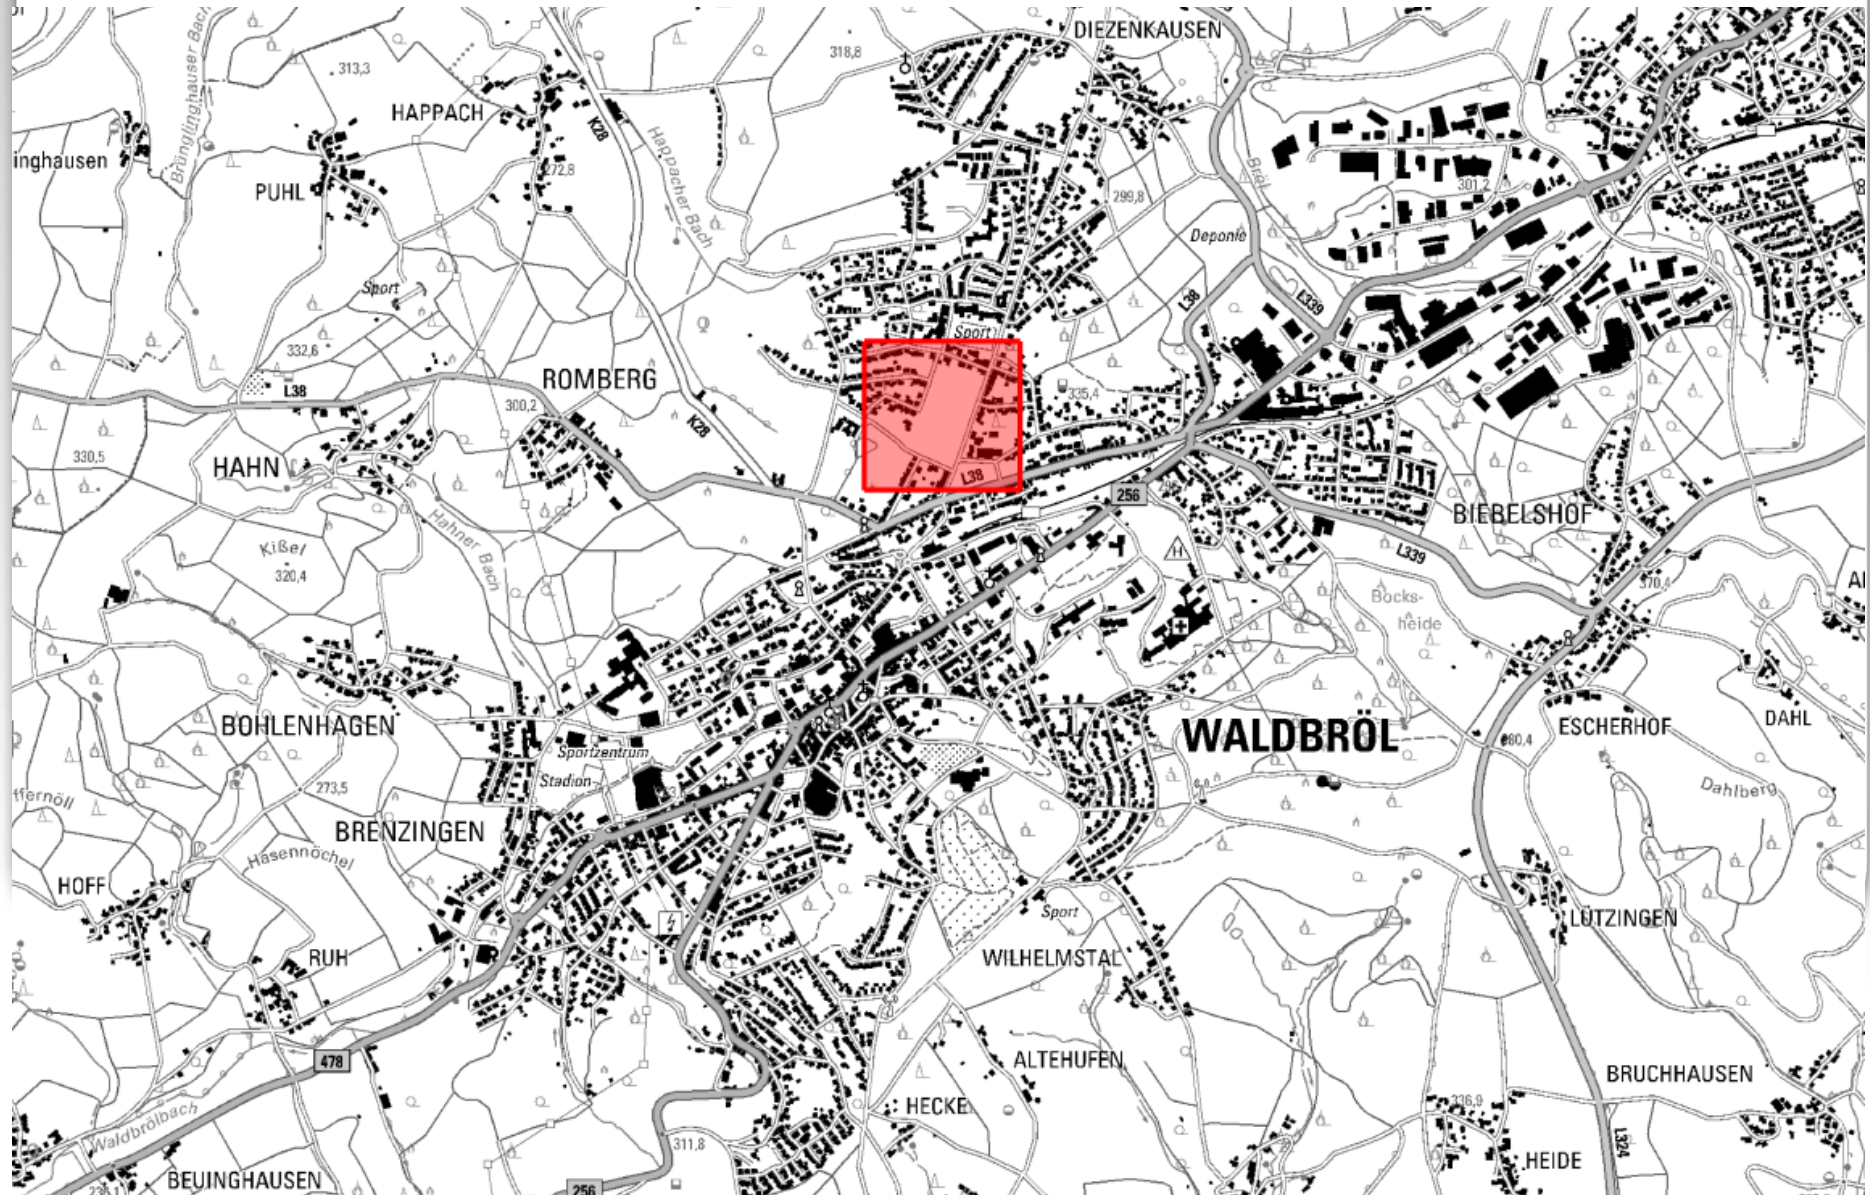 DIEZENKAUSEN
318,8
313,3
Brünglinghauser Bach
HAPPACH
K28
Happacher Bach
inghausen
PUHL
272,8
299,8
Bröl
301,2
Deponie
Sport
L38
L339
332,6
Sport
L38
ROMBERG
300,2
K28
335,4
330,5
HAHN
L38
256
BIEBELSHOF
L339
Hahner Bach
Kißel
320,4
370,4
Bocks-
heide
H
BOHLENHAGEN
Sportzentrum
Stadion
WALDBRÖL
ESCHERHOF
DAHL
273,5
Dahlberg
ffernöll
BRENZINGEN
Hasennöchel
HOFF
Sport
LÜTZINGEN
RUH
WILHELMSTAL
478
ALTEHUFEN
BRUCHHAUSEN
HECKE
336,9
Waldbrölbach
311,8
L324
HEIDE
BEUINGHAUSEN
256